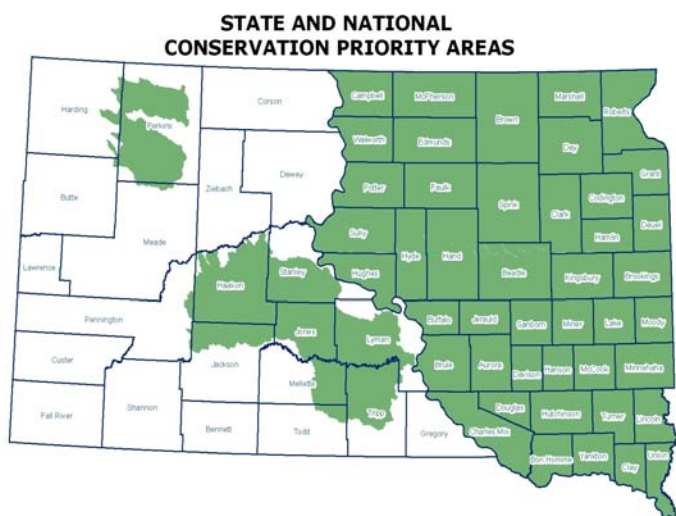 STATE AND NATIONAL
CONSERVATION PRIORITY AREAS
Harding
Perkins
Corson
Campbell
McPherson
Brown
Marshall
Roberts
Walworth
Edmunds
Day
Butte
Meade
Ziebach
Dewey
Potter
Faulk
Spink
Clark
Codington
Grant
Hamlin
Deuel
Lawrence
Haakon
Stanley
Sully
Hughes
Hyde
Hand
Beadle
Kingsbury
Brookings
Pennington
Jones
Lyman
Buffalo
Jerauld
Sanborn
Miner
Lake
Moody
Custer
Jackson
Mellette
Brule
Aurora
Davison
Hanson
McCook
Minnehaha
Fall River
Shannon
Bennett
Todd
Tripp
Gregory
Charles Mix
Douglas
Hutchinson
Turner
Lincoln
Bon Homme
Yankton
Clay
Union